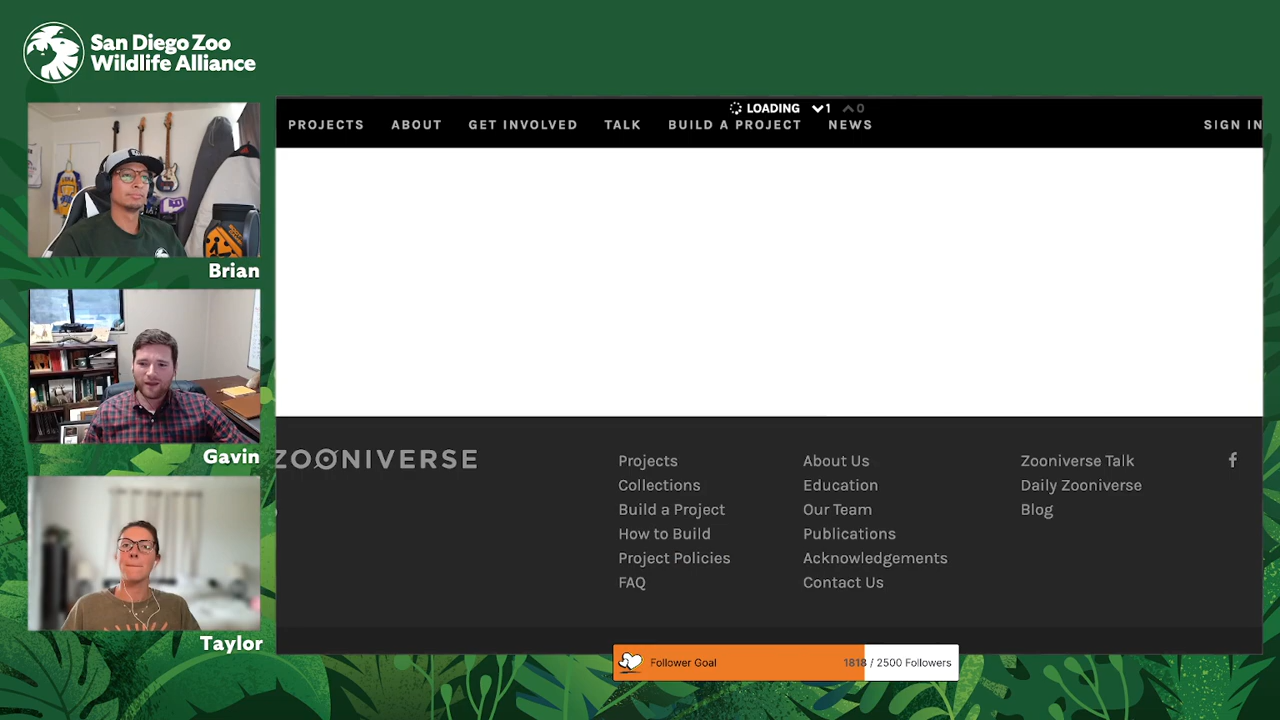 San Diego Zoo
Wildlife Alliance
LOADING 1 0
PROJECTS ABOUT GET INVOLVED TALK BUILD A PROJECT NEWS SIGN IN
Brian
Gavin
Taylor
ZOONIVERSE
Projects
Collections
Build a Project
How to Build
Project Policies
FAQ
About Us
Education
Our Team
Publications
Acknowledgements
Contact Us
Zooniverse Talk
Daily Zooniverse
Blog
Follower Goal 1818 / 2500 Followers